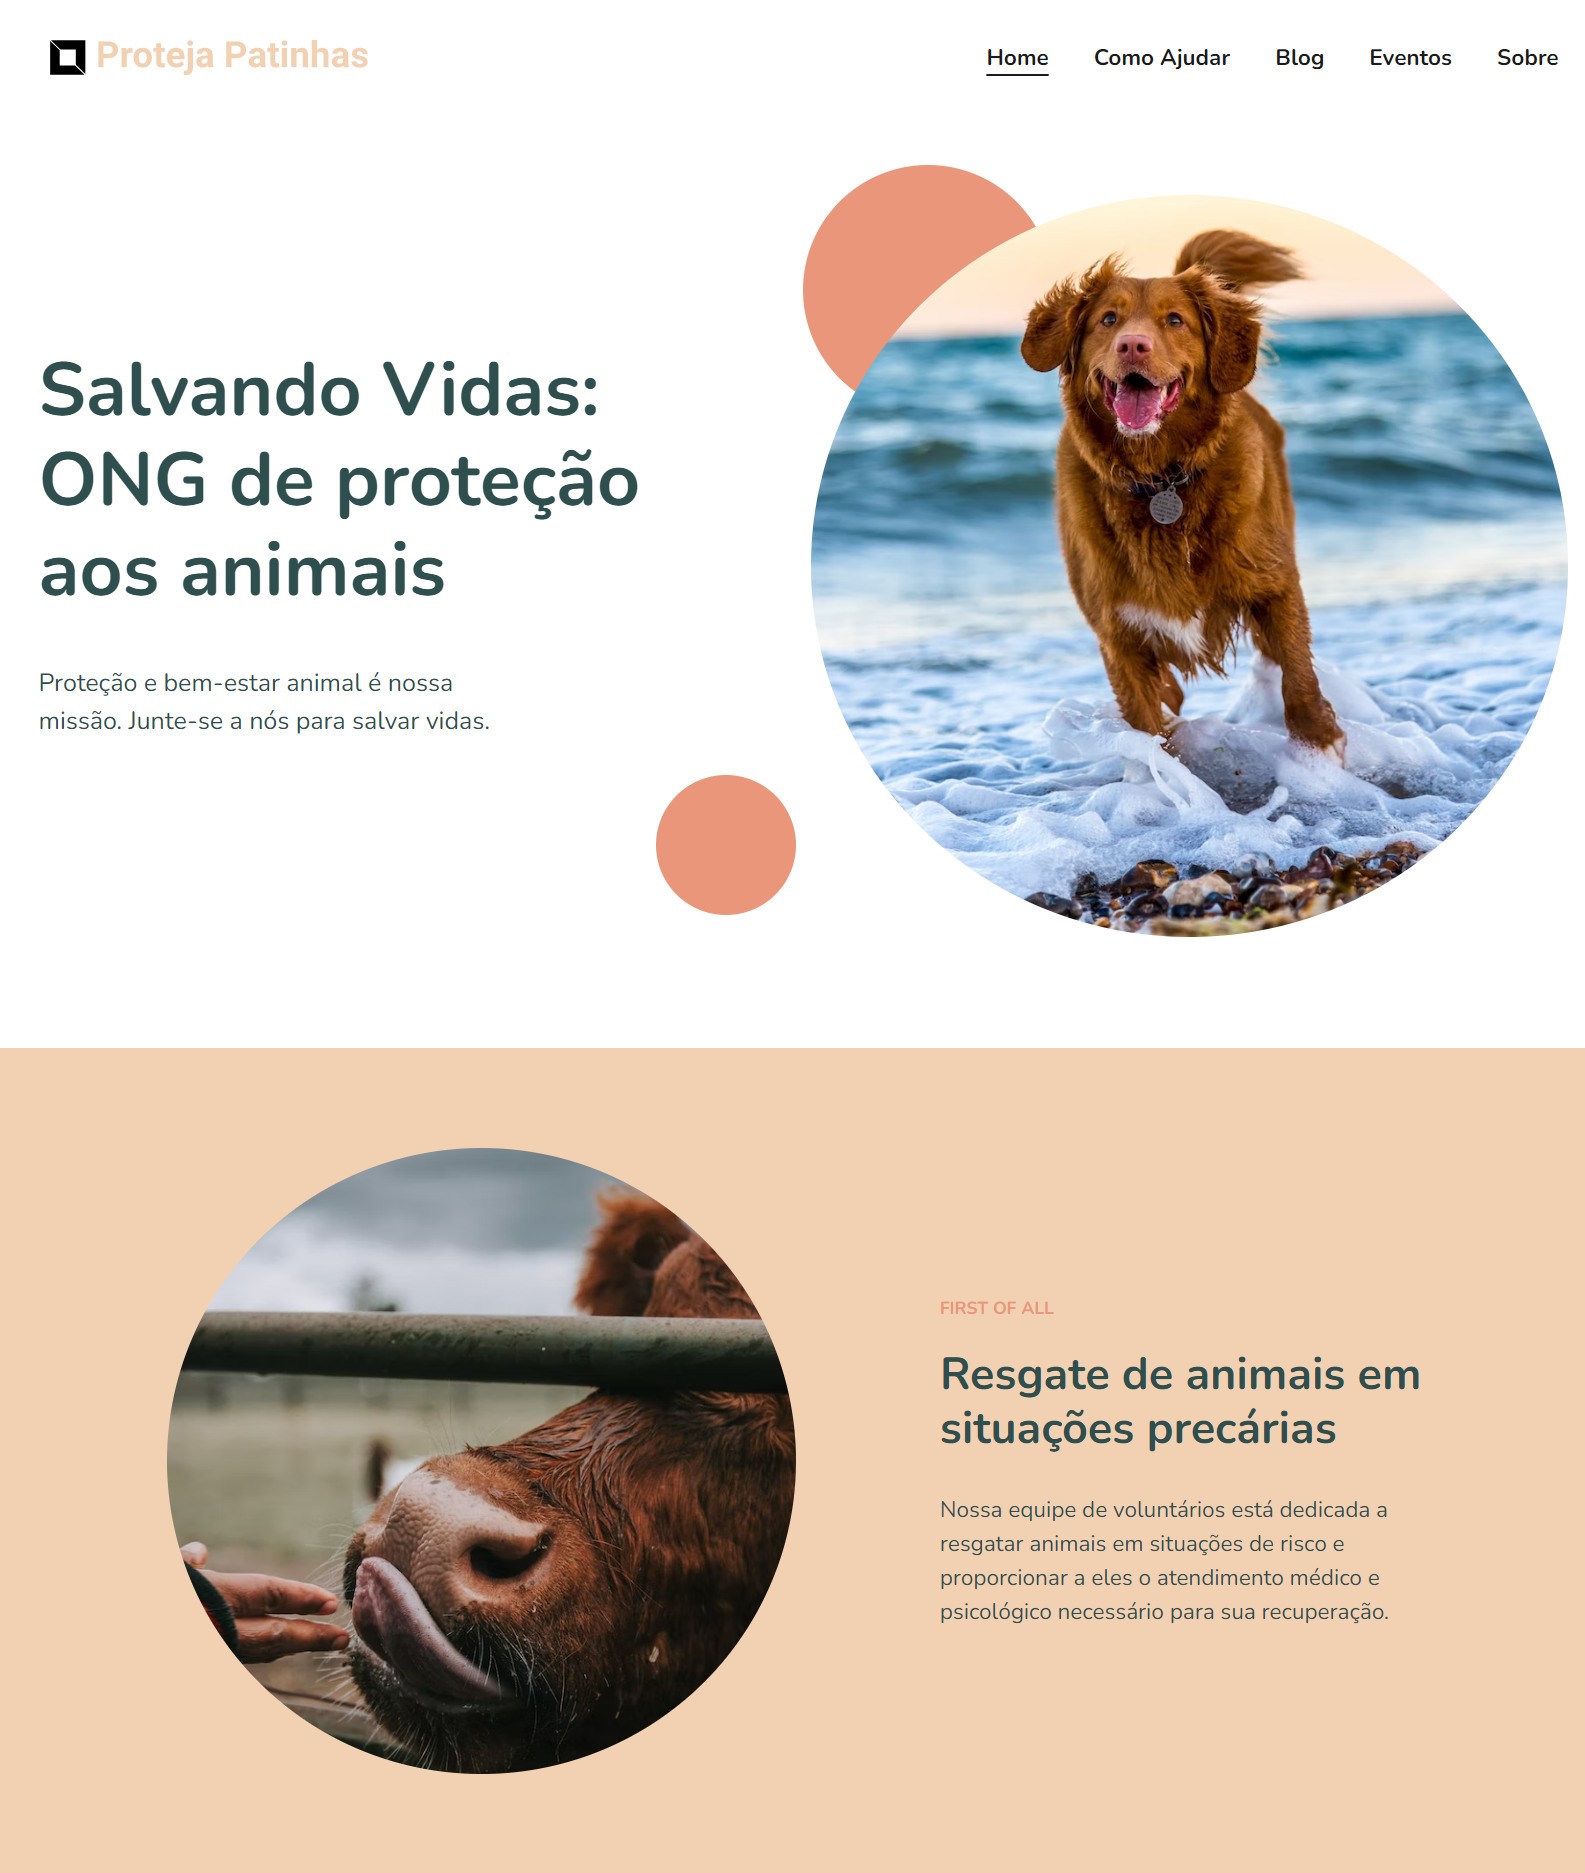 Proteja Patinhas
Home Como Ajudar Blog Eventos Sobre
Salvando Vidas:
ONG de proteção
aos animais
Proteção e bem-estar animal é nossa
missão. Junte-se a nós para salvar vidas.
FIRST OF ALL
Resgate de animais em
situações precárias
Nossa equipe de voluntários está dedicada a
resgatar animais em situações de risco e
proporcionar a eles o atendimento médico e
psicológico necessário para sua recuperação.